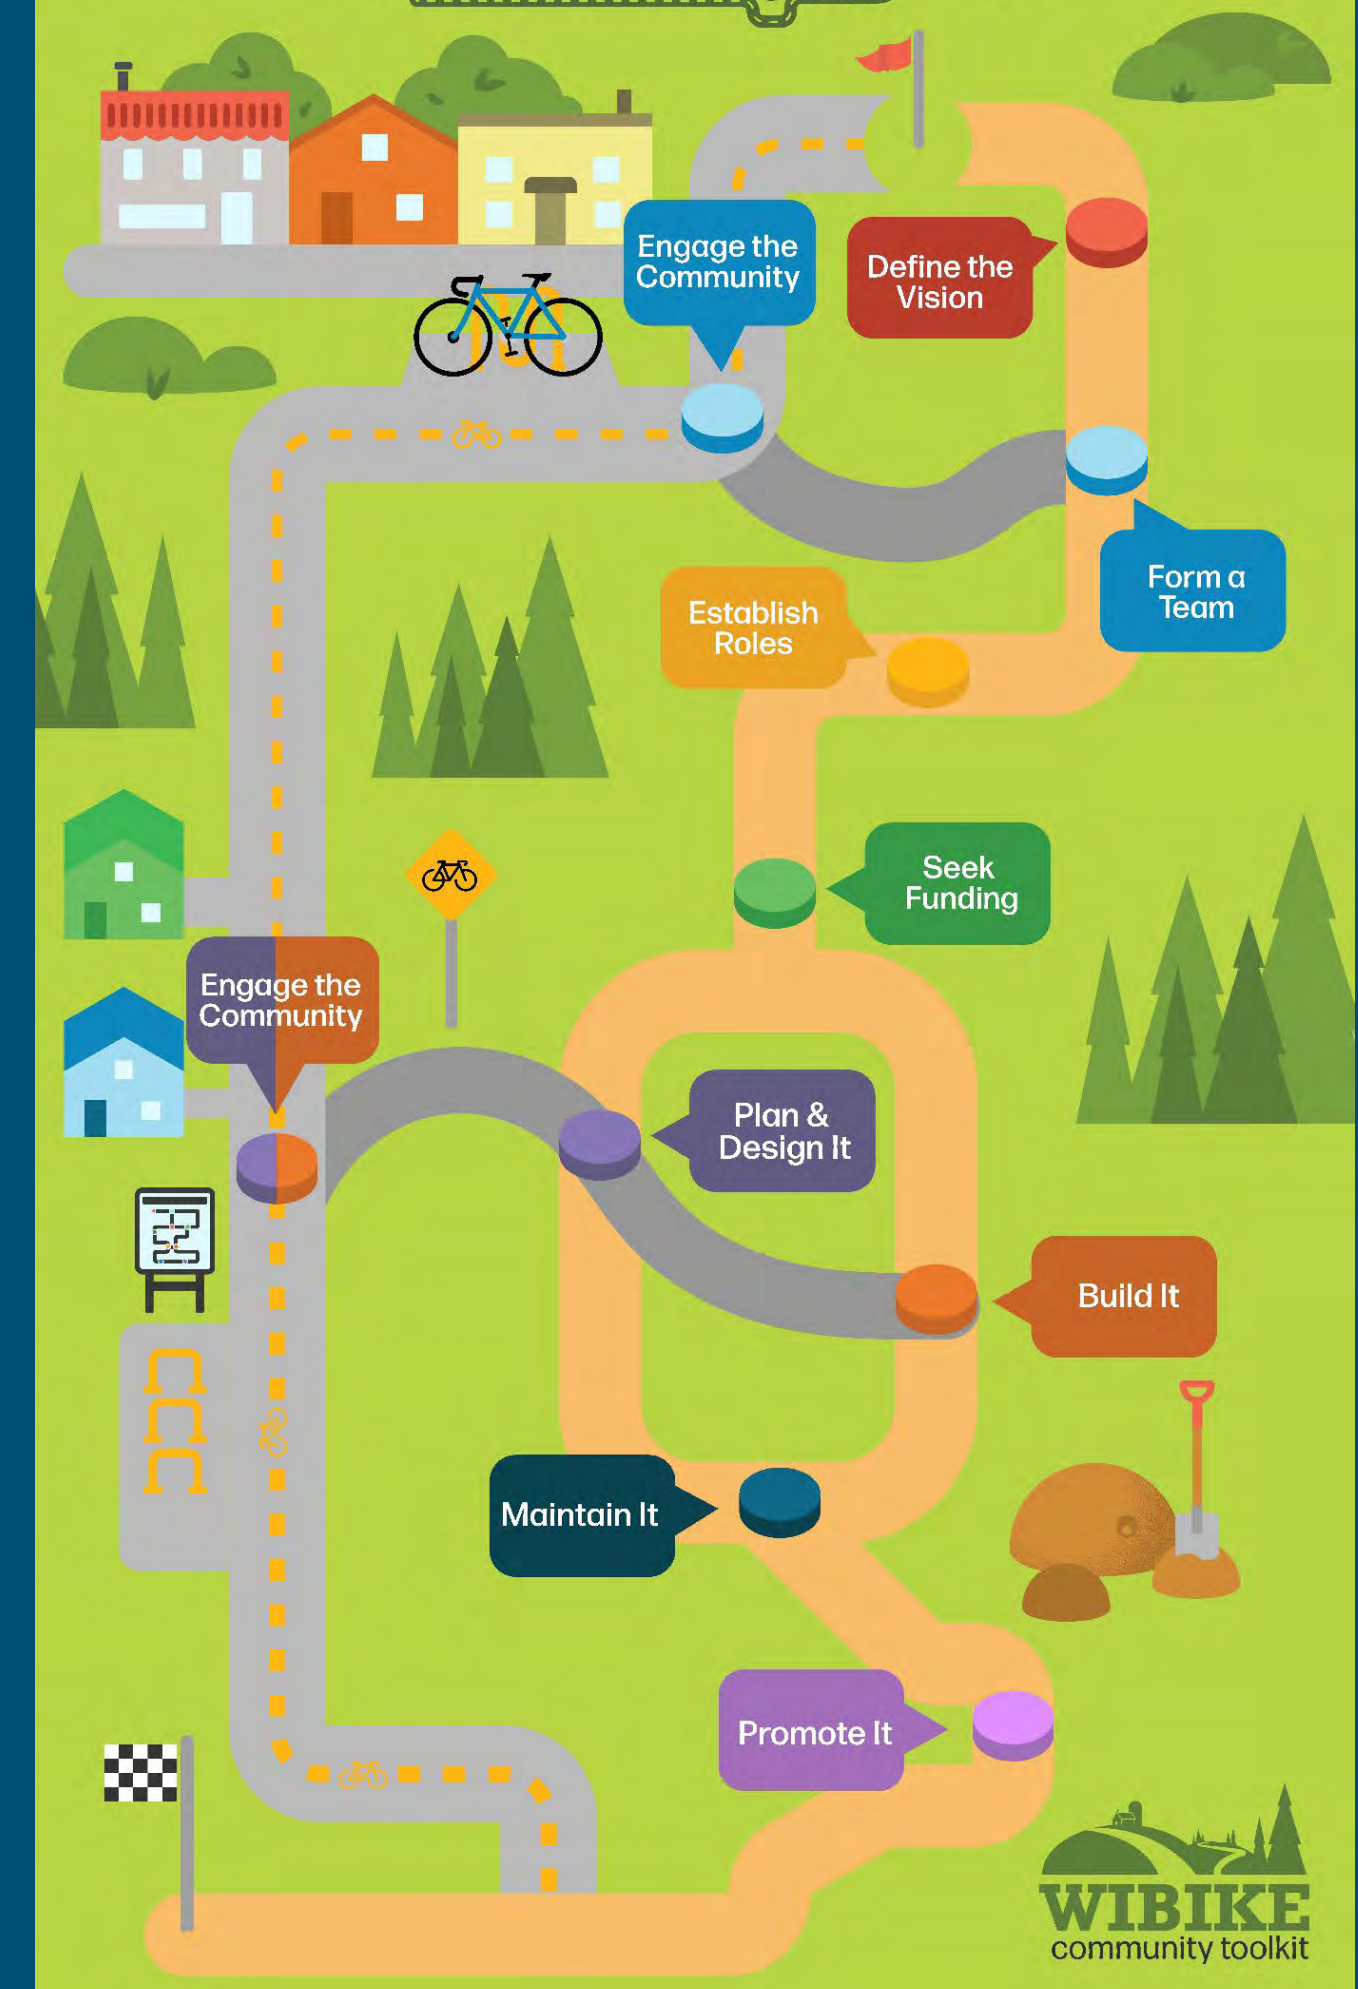 Engage the
Community
Define the
Vision
Form a
Team
Establish
Roles
Seek
Funding
Engage the
Community
Plan &
Design It
Build It
Maintain It
Promote It
WIBIKE
community toolkit